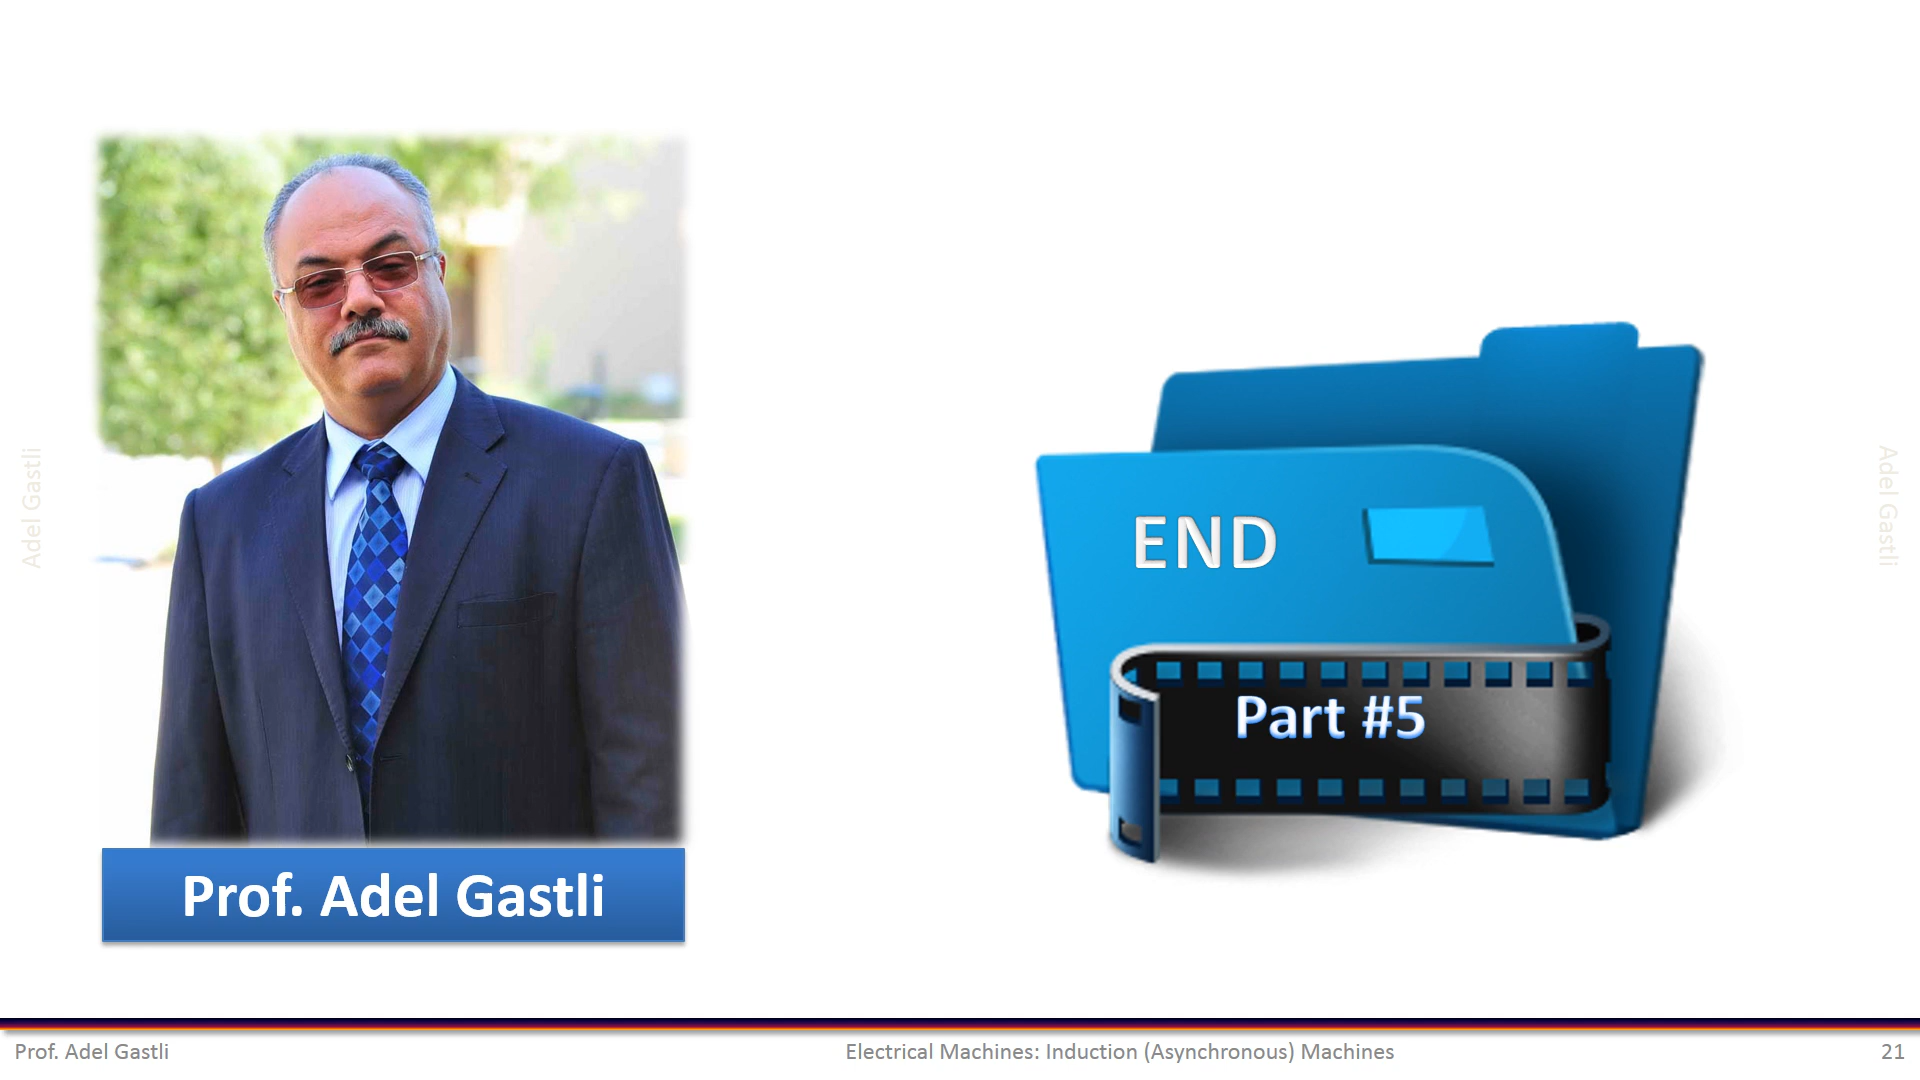 Adel Gastli
Prof. Adel Gastli
END
Part #5
Adel Gastli
Prof. Adel Gastli
Electrical Machines: Induction (Asynchronous) Machines
21